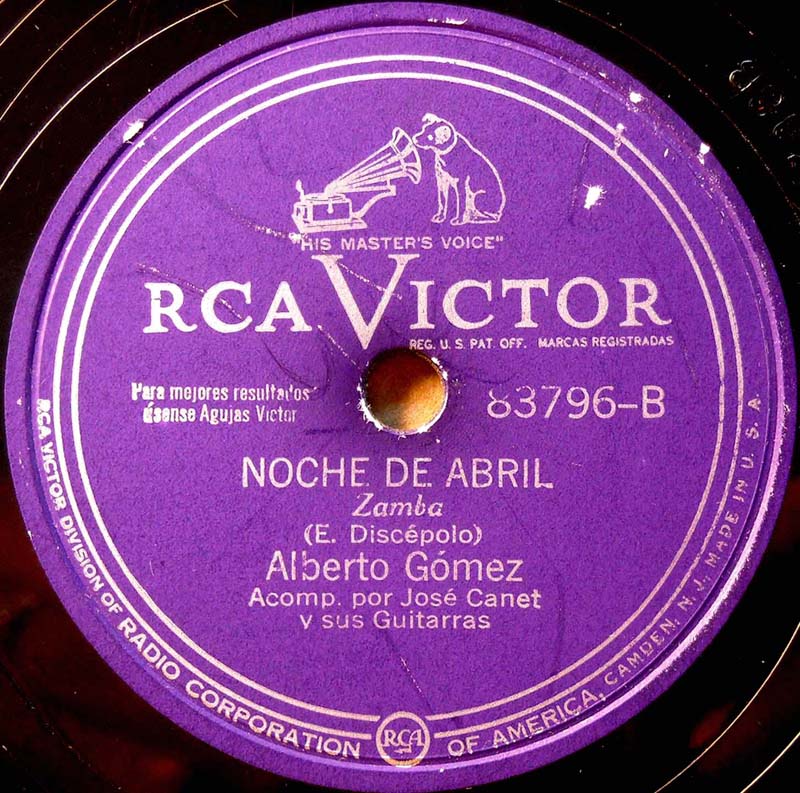 "HIS MASTER'S VOICE"
RCA VICTOR
REG. U. S. PAT. OFF. MARCAS REGISTRADAS
Para mejores resultados
úsense Agujas Victor
83796-B
NOCHE DE ABRIL
Zamba
(E. Discépolo)
Alberto Gómez
Acomp. por José Canet
y sus Guitarras
RCA VICTOR DIVISION OF RADIO CORPORATION OF AMERICA, CAMDEN, N. J., MADE IN U. S. A.
RCA